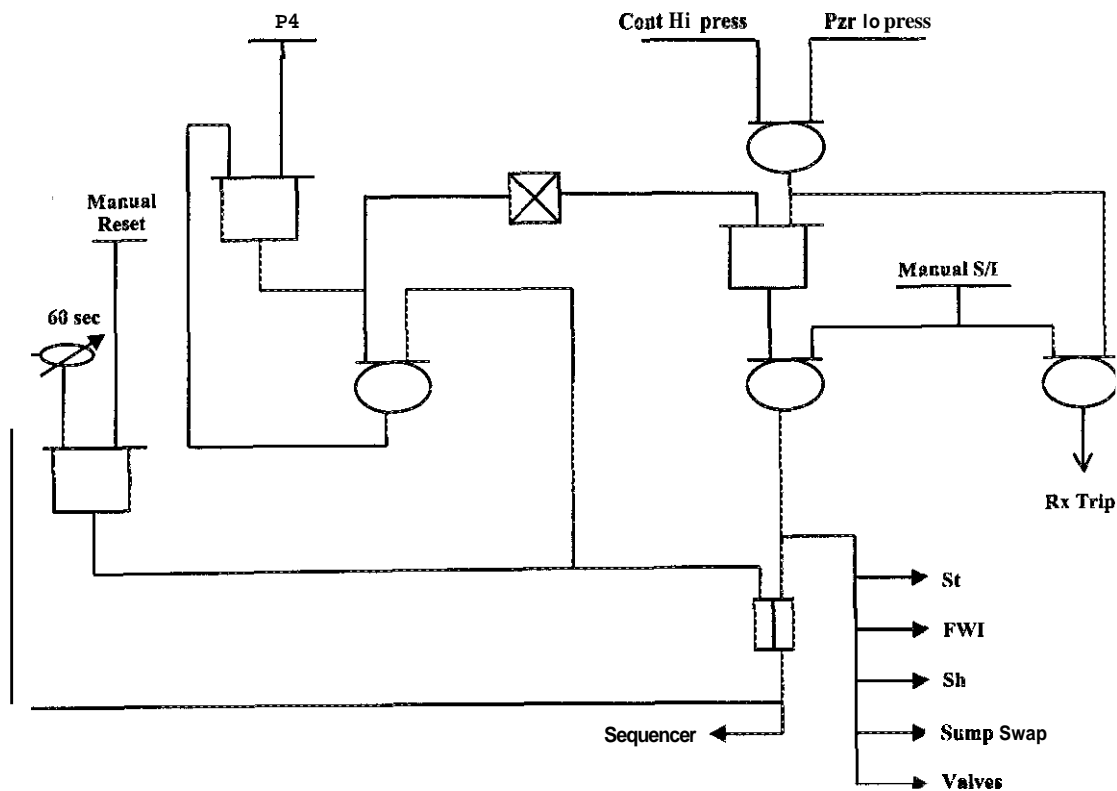 P4
Cont Hi press
Pzr lo press
Manual
Reset
Manual S/I
60 sec
Rx Trip
St
FWI
Sh
Sequencer
Sump Swap
Valves